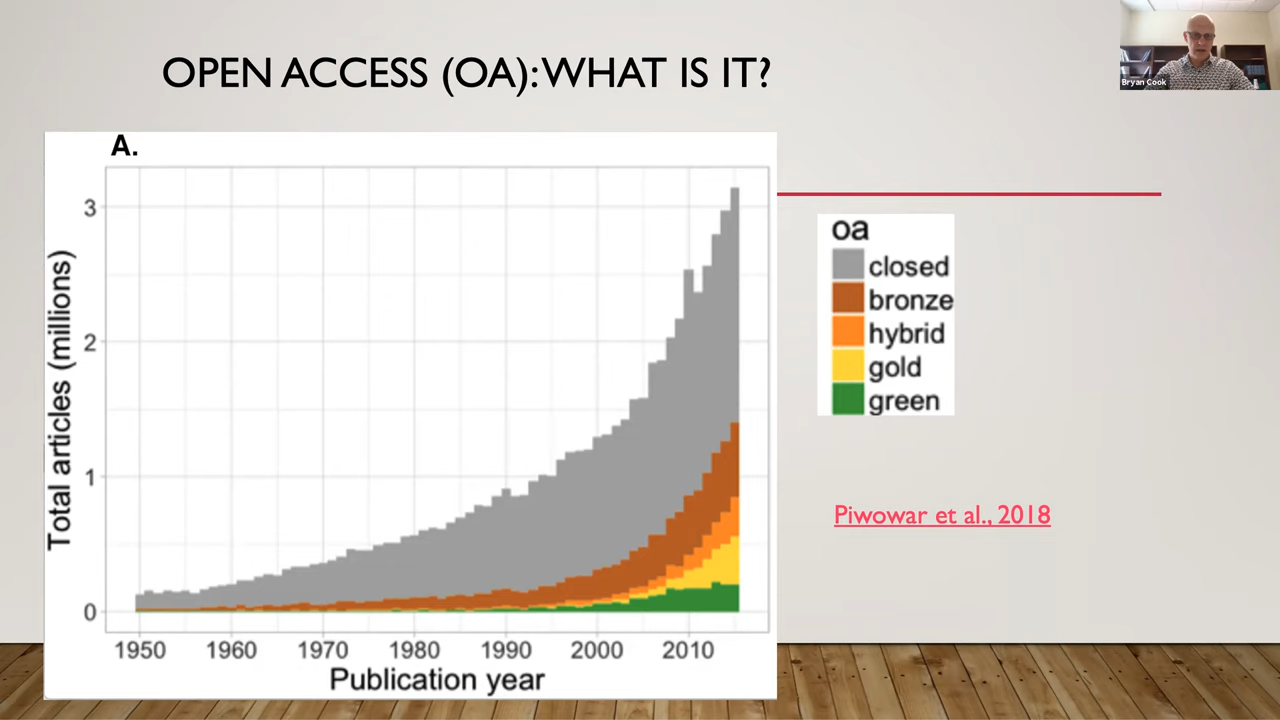 OPEN ACCESS (OA): WHAT IS IT?
Bryan Cook
A.
Total articles (millions)
3
2
1
0
1950 1960 1970 1980 1990 2000 2010
Publication year
oa
closed
bronze
hybrid
gold
green
Piwowar et al., 2018